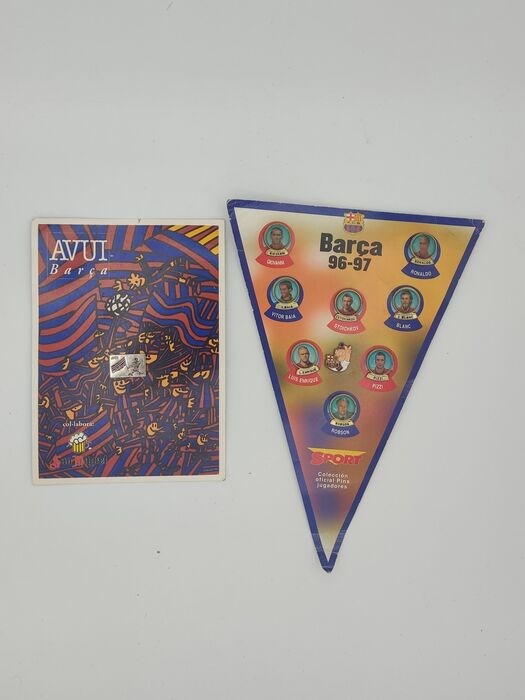 AVUI
Barça
col·labora:
Barça
96-97
GIOVANNI
RONALDO
VITOR BAIA
STOICHKOV
BLANC
LUIS ENRIQUE
PIZZI
ROBSON
SPORT
Colección
oficial Pins
jugadores